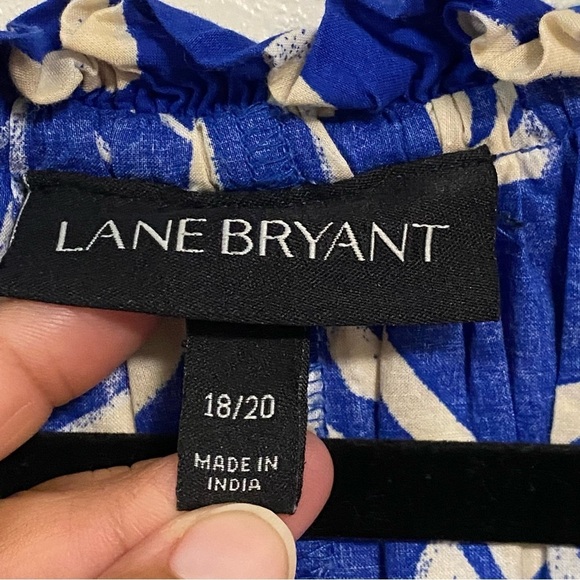 LANE BRYANT
18/20
MADE IN
INDIA